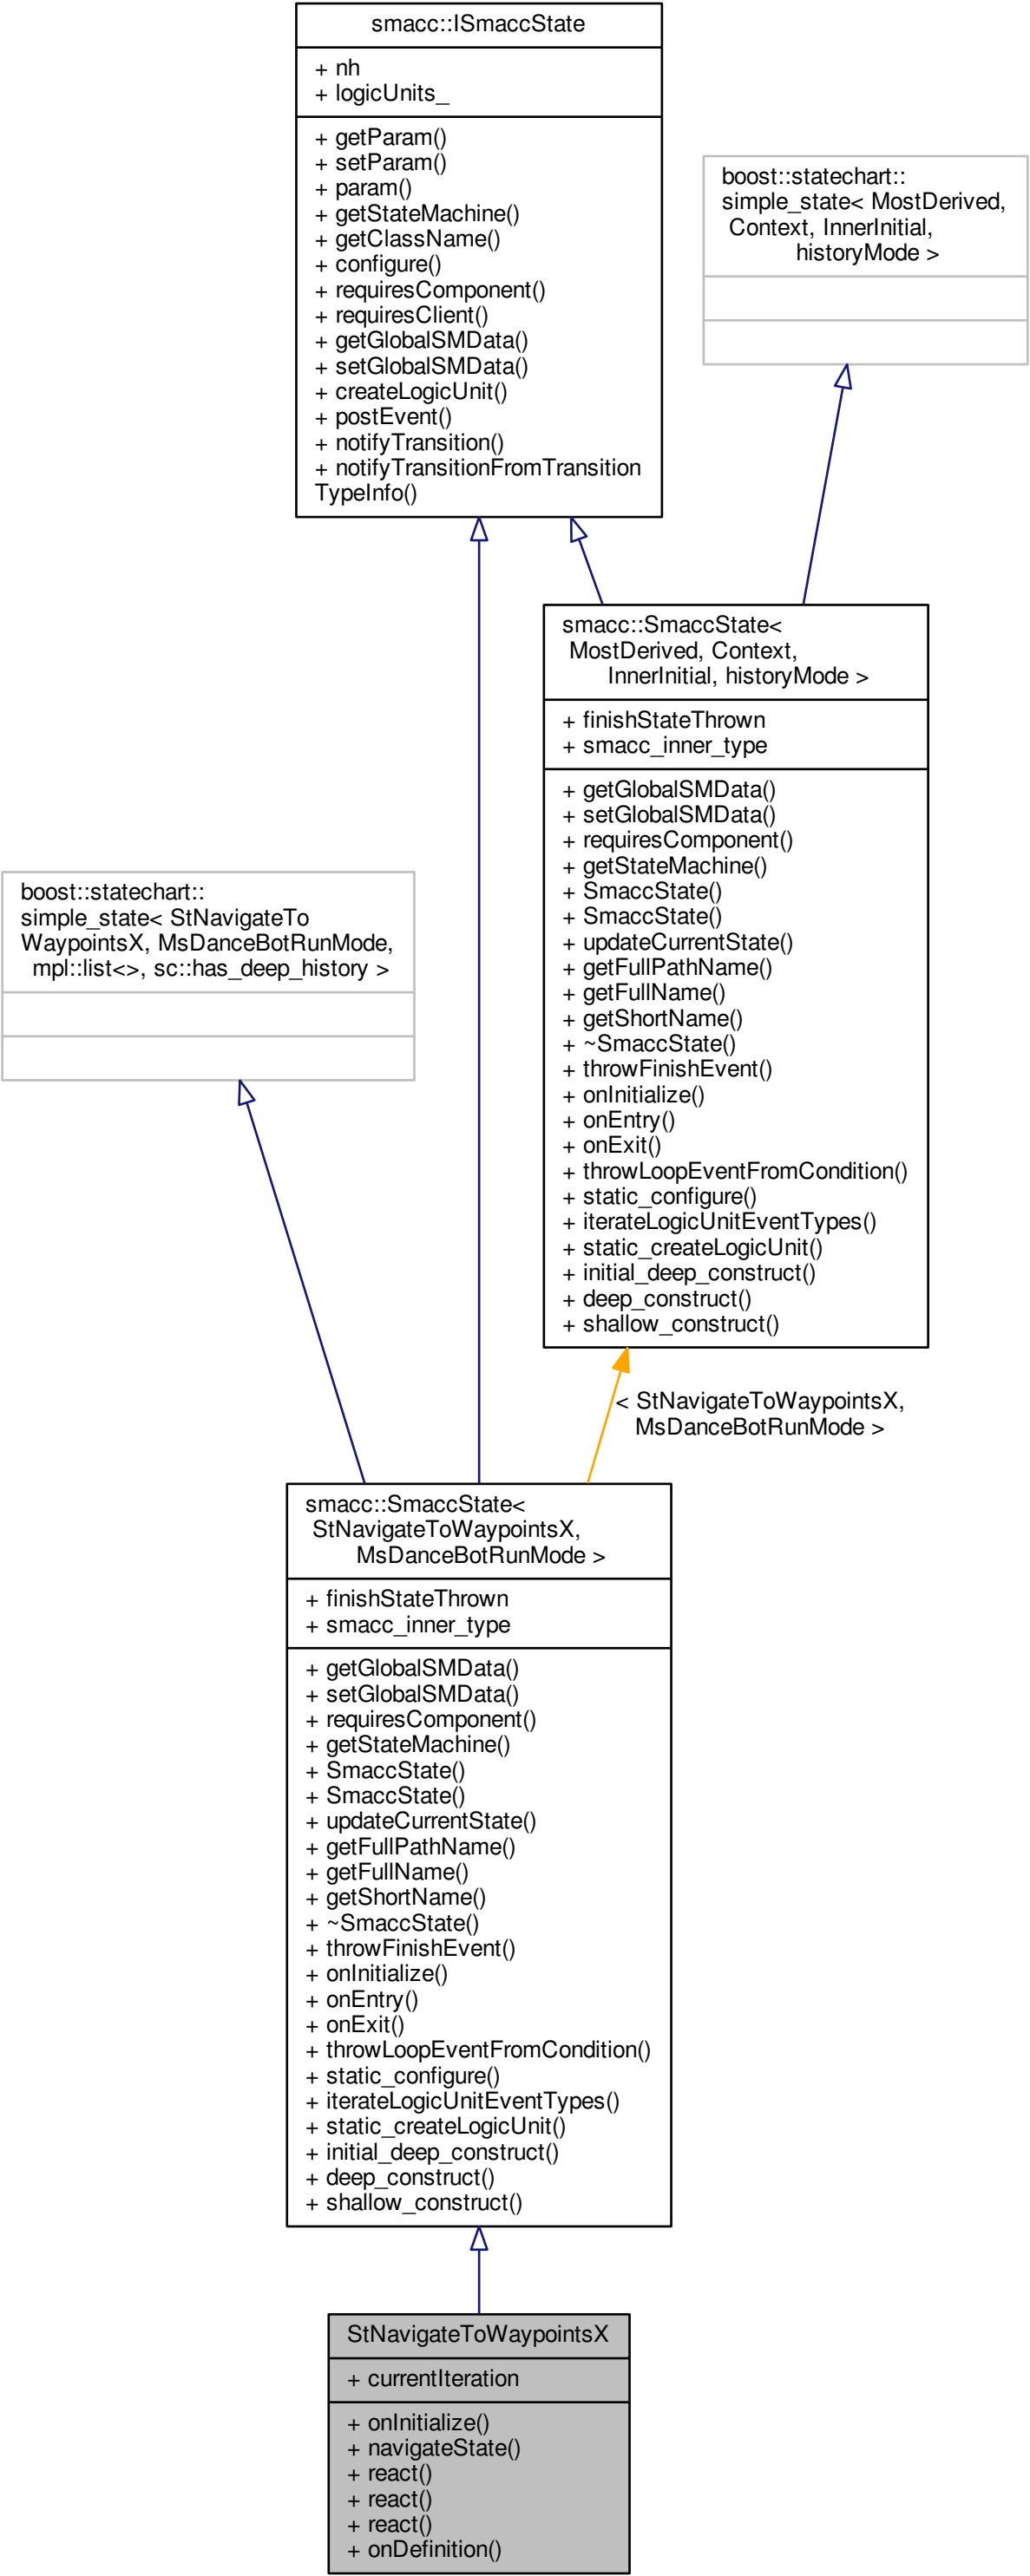 smacc::ISmaccState
+ nh
+ logicUnits_
+ getParam()
+ setParam()
+ param()
+ getStateMachine()
+ getClassName()
+ configure()
+ requiresComponent()
+ requiresClient()
+ getGlobalSMData()
+ setGlobalSMData()
+ createLogicUnit()
+ postEvent()
+ notifyTransition()
+ notifyTransitionFromTransition
TypeInfo()
boost::statechart::
simple_state< MostDerived,
Context, InnerInitial,
historyMode >
smacc::SmaccState<
MostDerived, Context,
InnerInitial, historyMode >
+ finishStateThrown
+ smacc_inner_type
+ getGlobalSMData()
+ setGlobalSMData()
+ requiresComponent()
+ getStateMachine()
+ SmaccState()
+ SmaccState()
+ updateCurrentState()
+ getFullPathName()
+ getFullName()
+ getShortName()
+ ~SmaccState()
+ throwFinishEvent()
+ onInitialize()
+ onEntry()
+ onExit()
+ throwLoopEventFromCondition()
+ static_configure()
+ iterateLogicUnitEventTypes()
+ static_createLogicUnit()
+ initial_deep_construct()
+ deep_construct()
+ shallow_construct()
boost::statechart::
simple_state< StNavigateTo
WaypointsX, MsDanceBotRunMode,
mpl::list<>, sc::has_deep_history >
< StNavigateToWaypointsX,
MsDanceBotRunMode >
smacc::SmaccState<
StNavigateToWaypointsX,
MsDanceBotRunMode >
+ finishStateThrown
+ smacc_inner_type
+ getGlobalSMData()
+ setGlobalSMData()
+ requiresComponent()
+ getStateMachine()
+ SmaccState()
+ SmaccState()
+ updateCurrentState()
+ getFullPathName()
+ getFullName()
+ getShortName()
+ ~SmaccState()
+ throwFinishEvent()
+ onInitialize()
+ onEntry()
+ onExit()
+ throwLoopEventFromCondition()
+ static_configure()
+ iterateLogicUnitEventTypes()
+ static_createLogicUnit()
+ initial_deep_construct()
+ deep_construct()
+ shallow_construct()
StNavigateToWaypointsX
+ currentIteration
+ onInitialize()
+ navigateState()
+ react()
+ react()
+ react()
+ onDefinition()